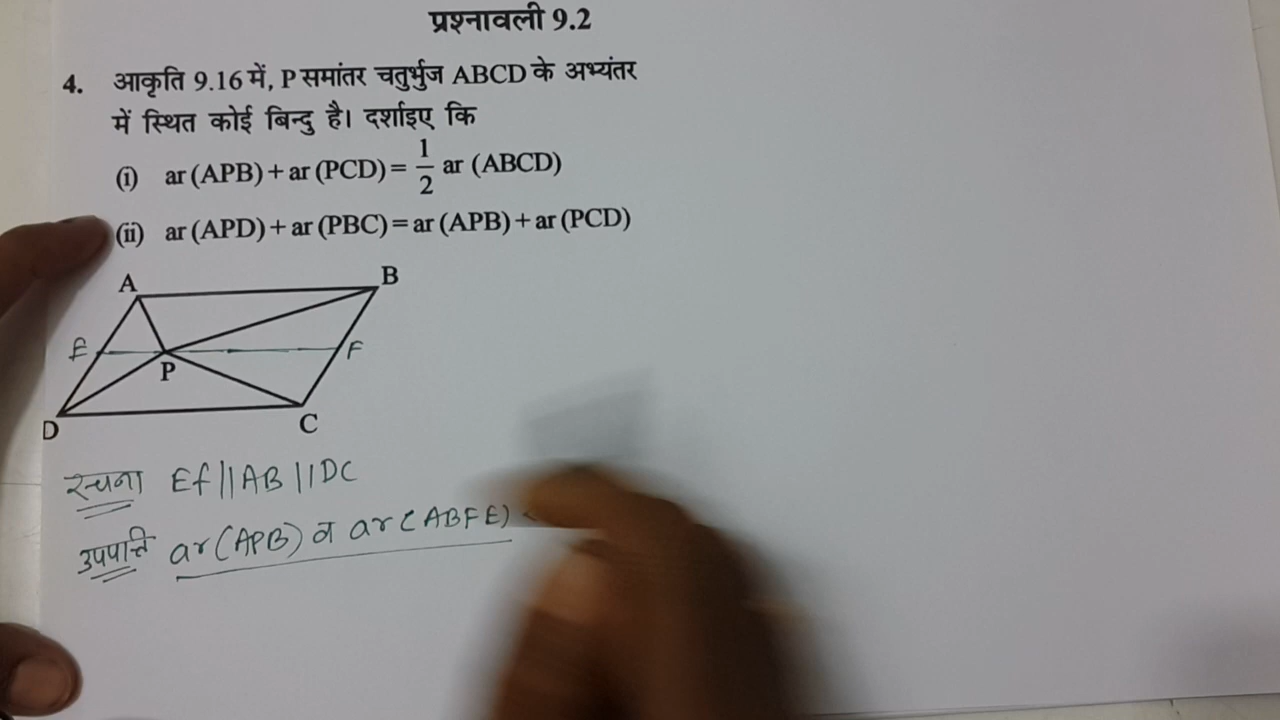 प्रश्नावली 9.2
4. आकृति 9.16 में, P समांतर चतुर्भुज ABCD के अभ्यंतर
में स्थित कोई बिन्दु है। दर्शाइए कि
(i) ar (APB) + ar (PCD) = 1/2 ar (ABCD)
(ii) ar (APD) + ar (PBC) = ar (APB) + ar (PCD)
A B
E P F
D C
रचना Ef || AB || DC
उपपत्ति ar (APB) व ar (ABFE)